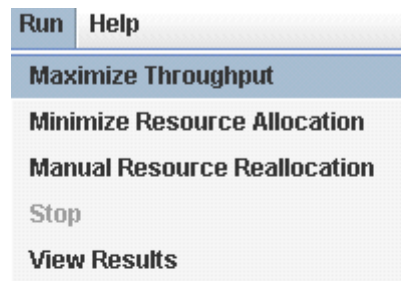 Run Help
Maximize Throughput
Minimize Resource Allocation
Manual Resource Reallocation
Stop
View Results